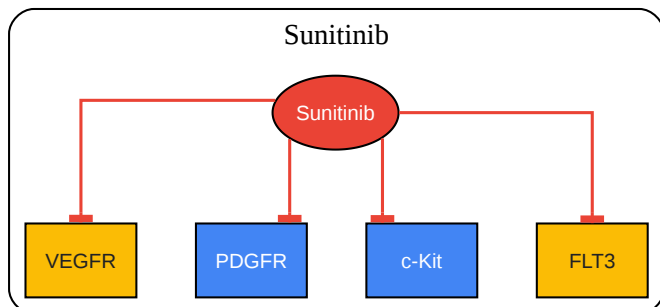 Sunitinib
Sunitinib
VEGFR
PDGFR
c-Kit
FLT3